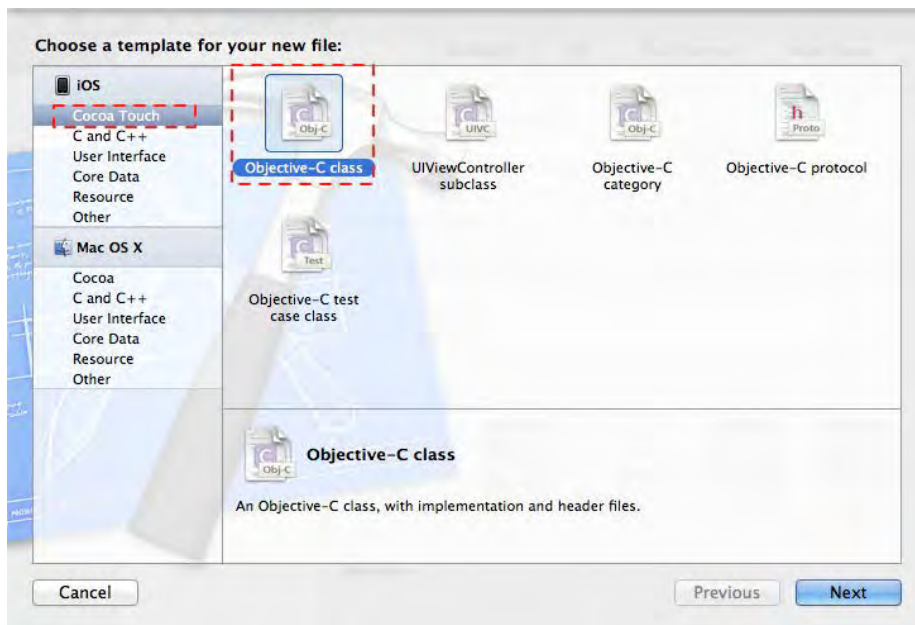 Choose a template for your new file:
iOS
Cocoa Touch
C and C++
User Interface
Core Data
Resource
Other
Mac OS X
Cocoa
C and C++
User Interface
Core Data
Resource
Other
Obj-C
Objective-C class
UIVC
UIViewController
subclass
Obj-C
Objective-C
category
h
Proto
Objective-C protocol
Test
Objective-C test
case class
Obj-C
Objective-C class
An Objective-C class, with implementation and header files.
Cancel
Previous
Next